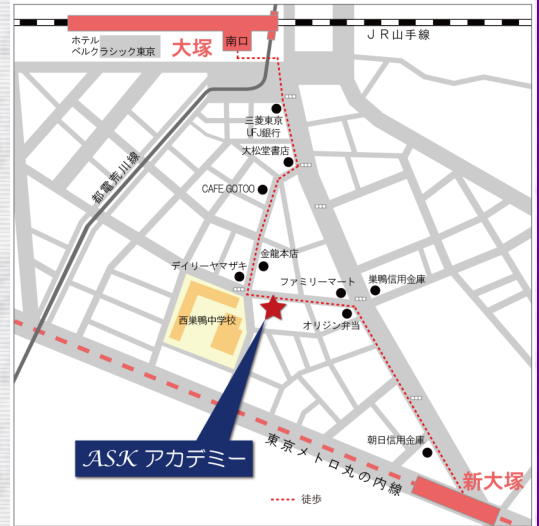 ホテル
ベルクラシック東京
大塚
南口
JR山手線
三菱東京
UFJ銀行
大松堂書店
都電荒川線
CAFE GOTOO
金龍本店
デイリーヤマザキ
ファミリーマート
巣鴨信用金庫
西巣鴨中学校
オリジン弁当
ASK アカデミー
東京メトロ丸の内線
朝日信用金庫
新大塚
徒歩